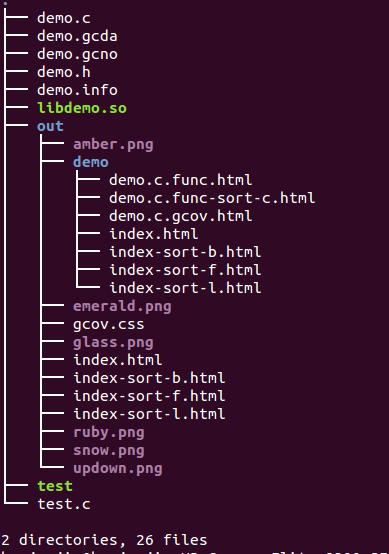 .
├── demo.c
├── demo.gcda
├── demo.gcno
├── demo.h
├── demo.info
├── libdemo.so
├── out
│   ├── amber.png
│   ├── demo
│   │   ├── demo.c.func.html
│   │   ├── demo.c.func-sort-c.html
│   │   ├── demo.c.gcov.html
│   │   ├── index.html
│   │   ├── index-sort-b.html
│   │   ├── index-sort-f.html
│   │   └── index-sort-l.html
│   ├── emerald.png
│   ├── gcov.css
│   ├── glass.png
│   ├── index.html
│   ├── index-sort-b.html
│   ├── index-sort-f.html
│   ├── index-sort-l.html
│   ├── ruby.png
│   ├── snow.png
│   └── updown.png
├── test
└── test.c
2 directories, 26 files